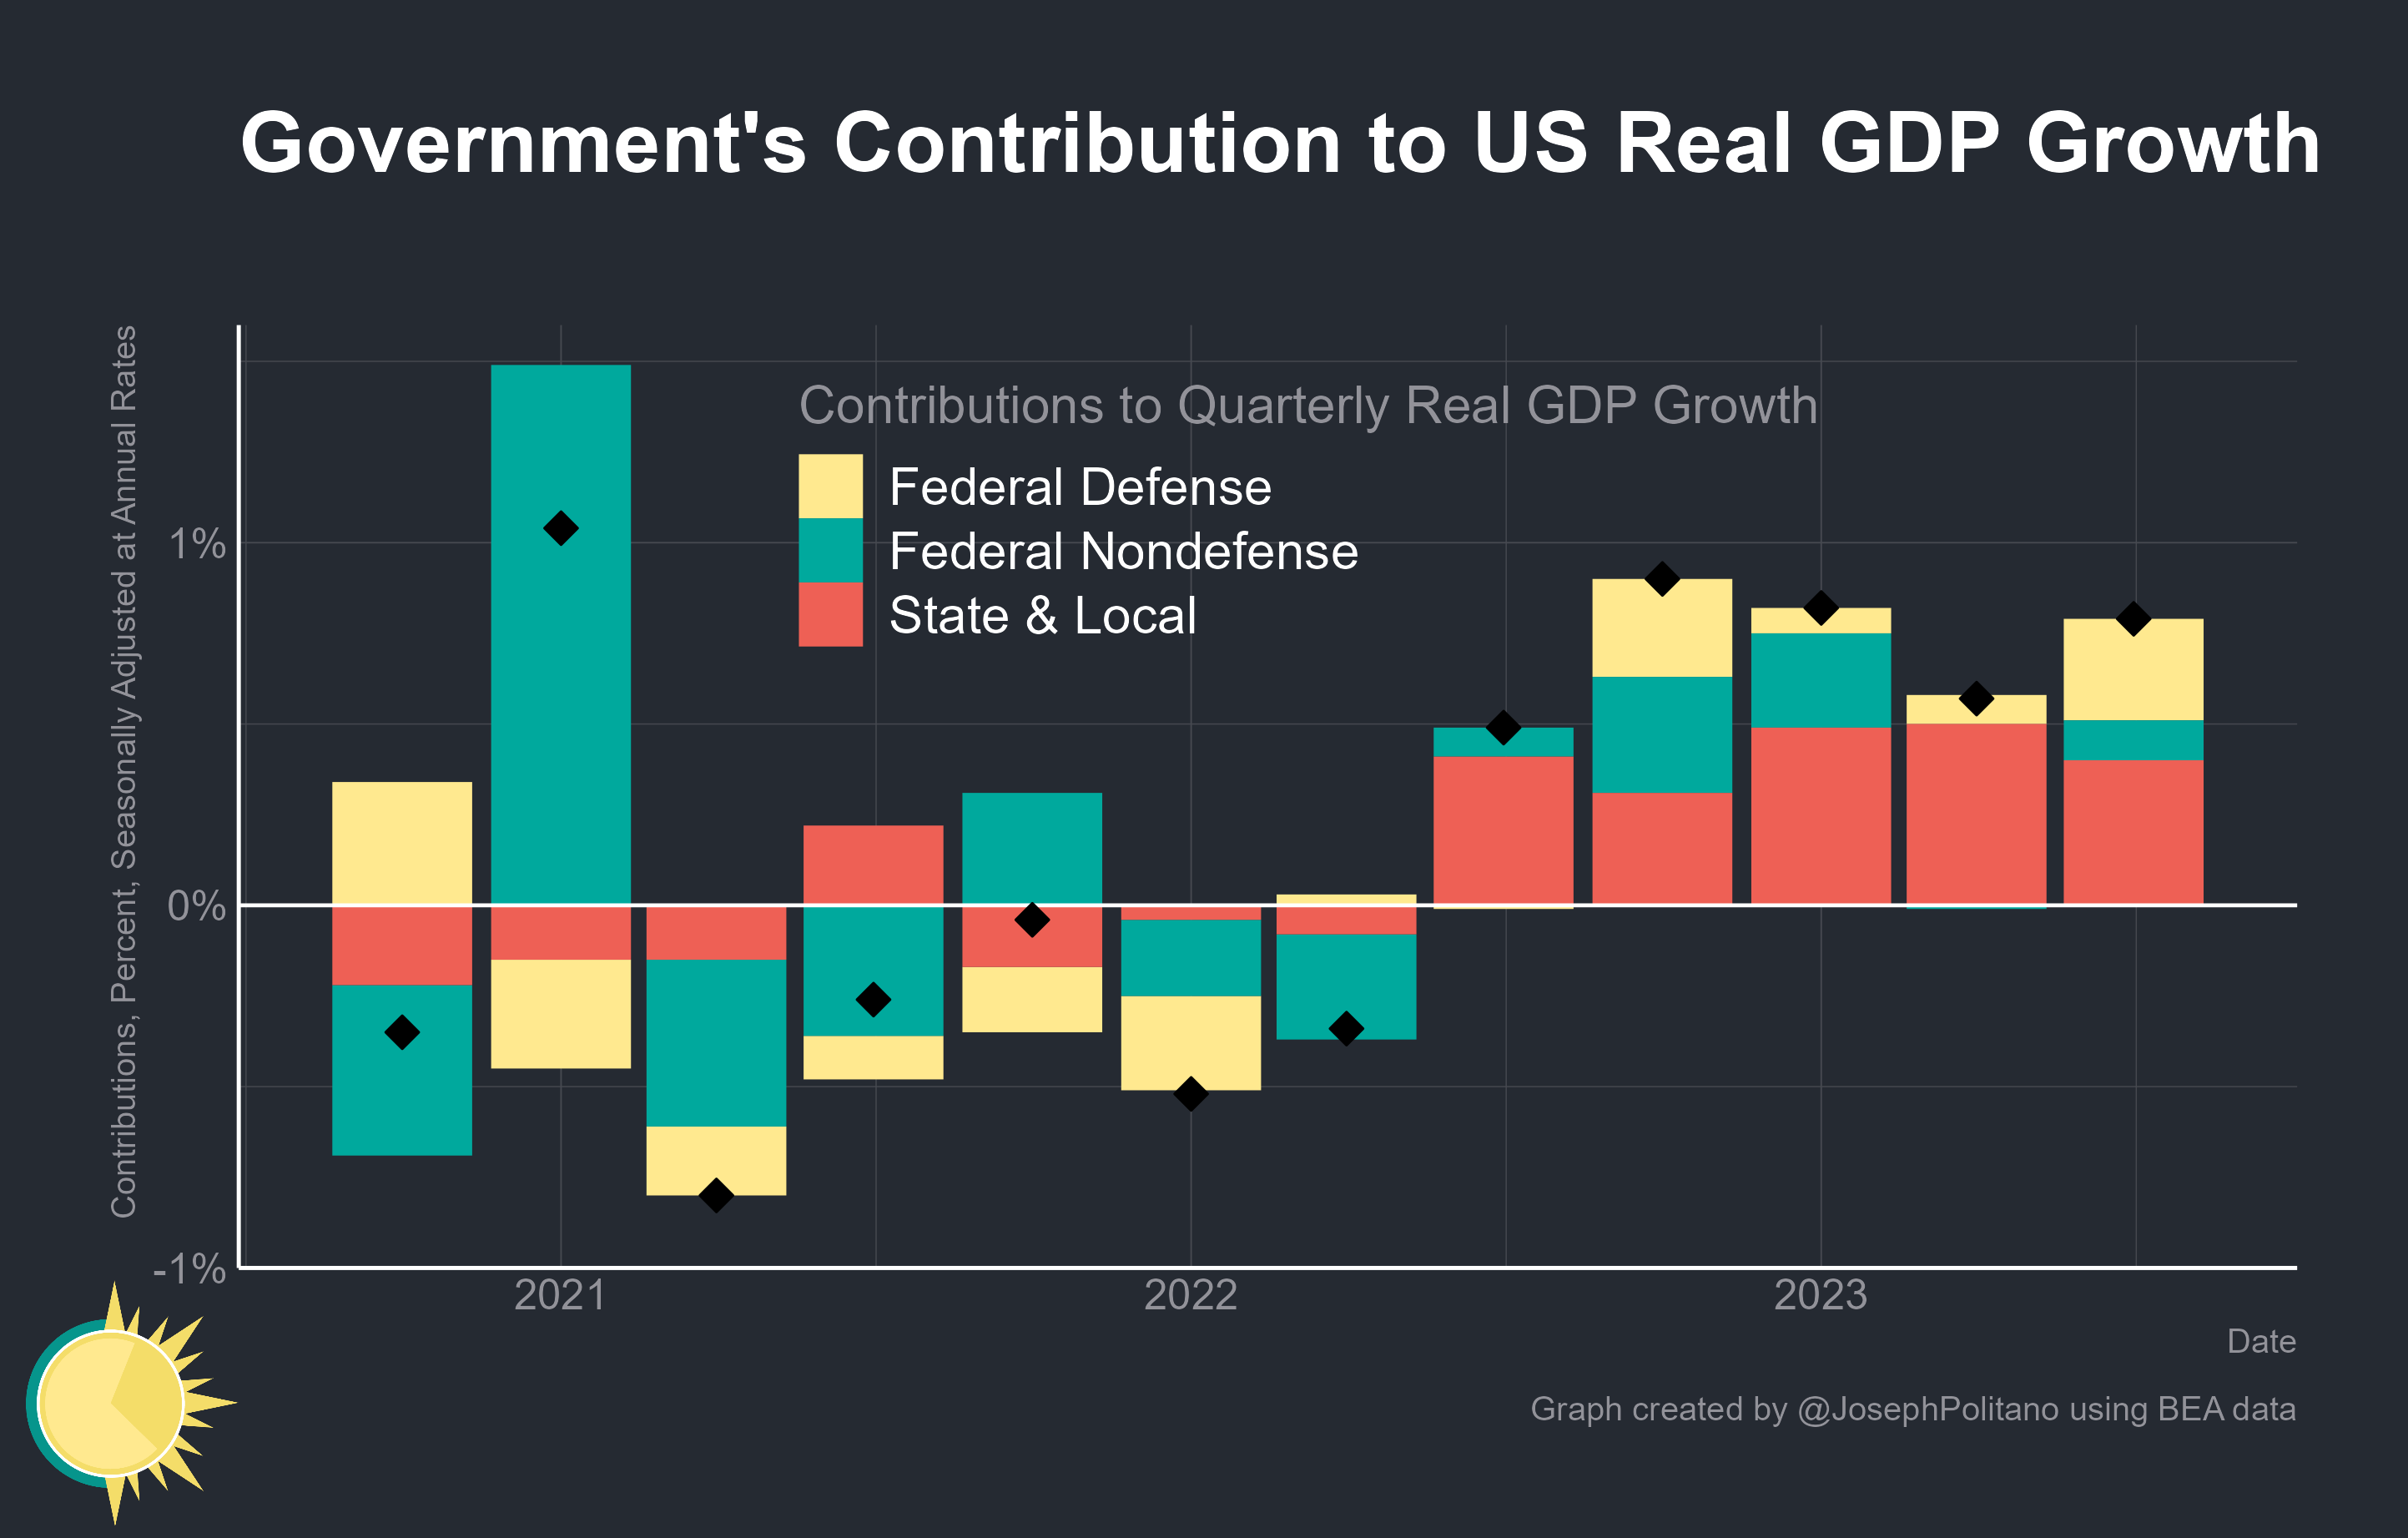 Government's Contribution to US Real GDP Growth
Contributions, Percent, Seasonally Adjusted at Annual Rates
Contributions to Quarterly Real GDP Growth
Federal Defense
Federal Nondefense
State & Local
1%
0%
-1%
2021
2022
2023
Date
Graph created by @JosephPolitano using BEA data